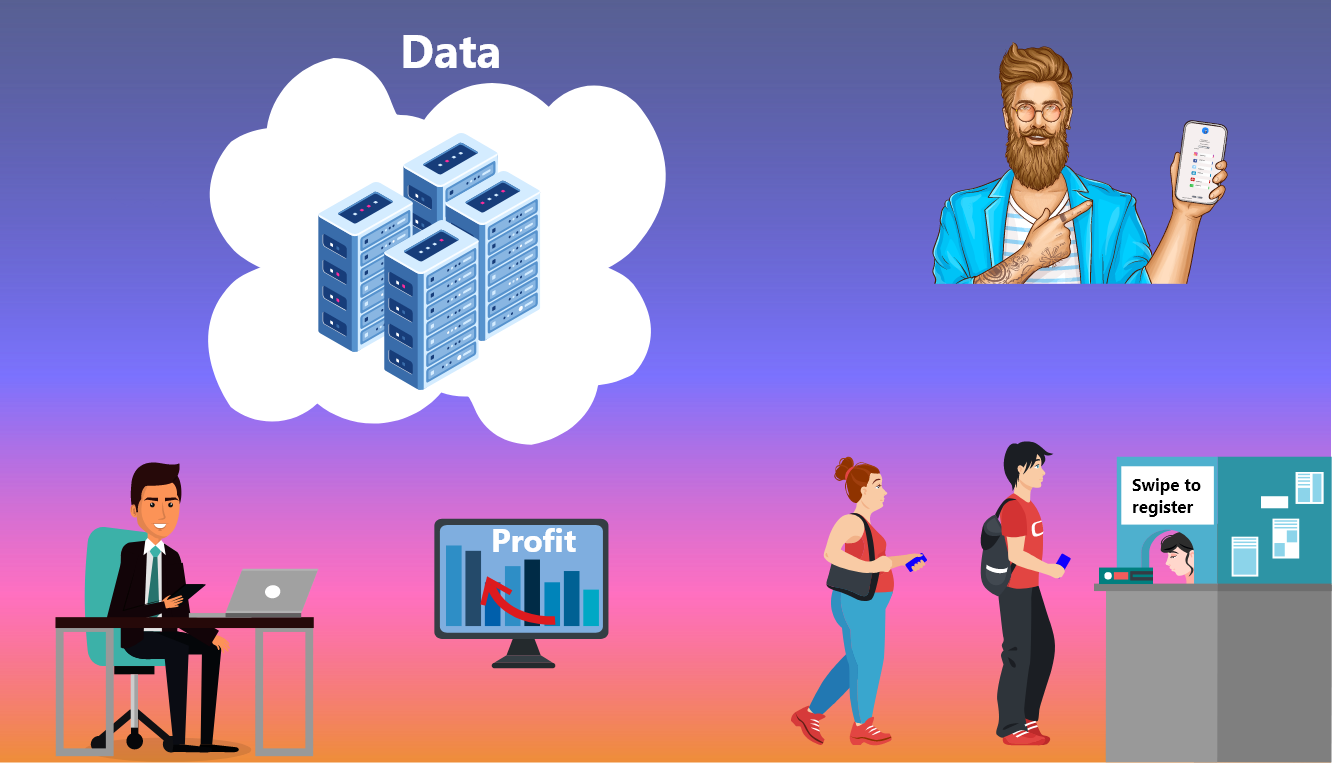 Data
Profit
Swipe to
register